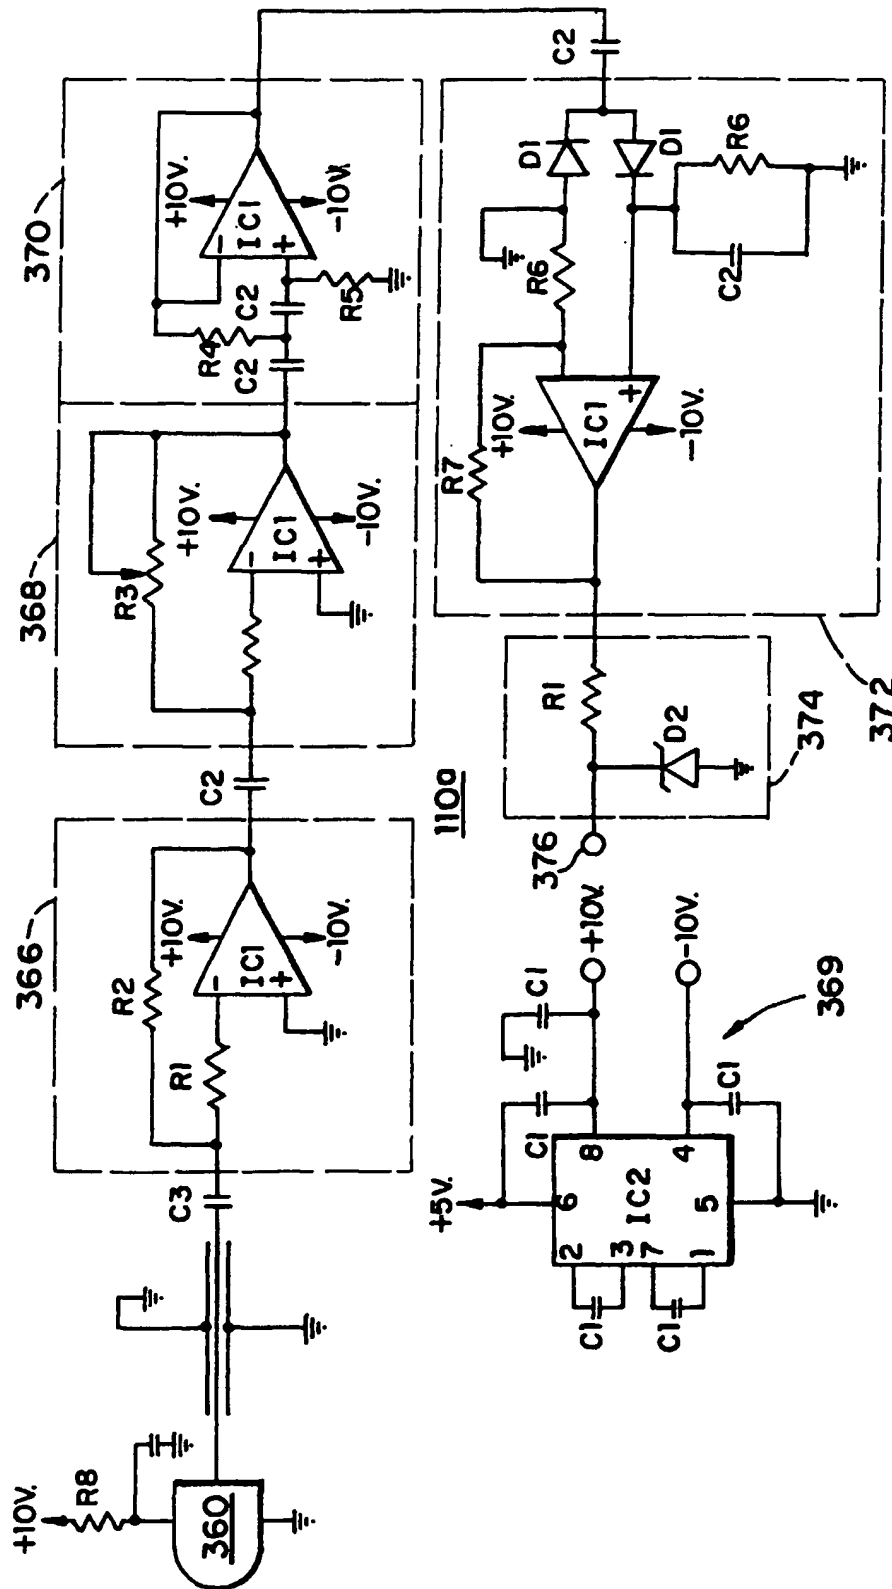 +10V.
R8
360
C3
366
R2
R1
+10V.
IC1
-
+
-10V.
C2
368
R3
+10V.
IC1
-
+
-10V.
370
R4
C2
C2
R5
+10V.
IC1
-
+
-10V.
C2
110a
D1
D1
R6
R6
C2
R7
+10V.
IC1
+
-10V.
372
R1
D2
374
376
+5V.
C1
C1
+10V.
6
8
2
IC2
3
7
4
1
5
C1
C1
C1
-10V.
369